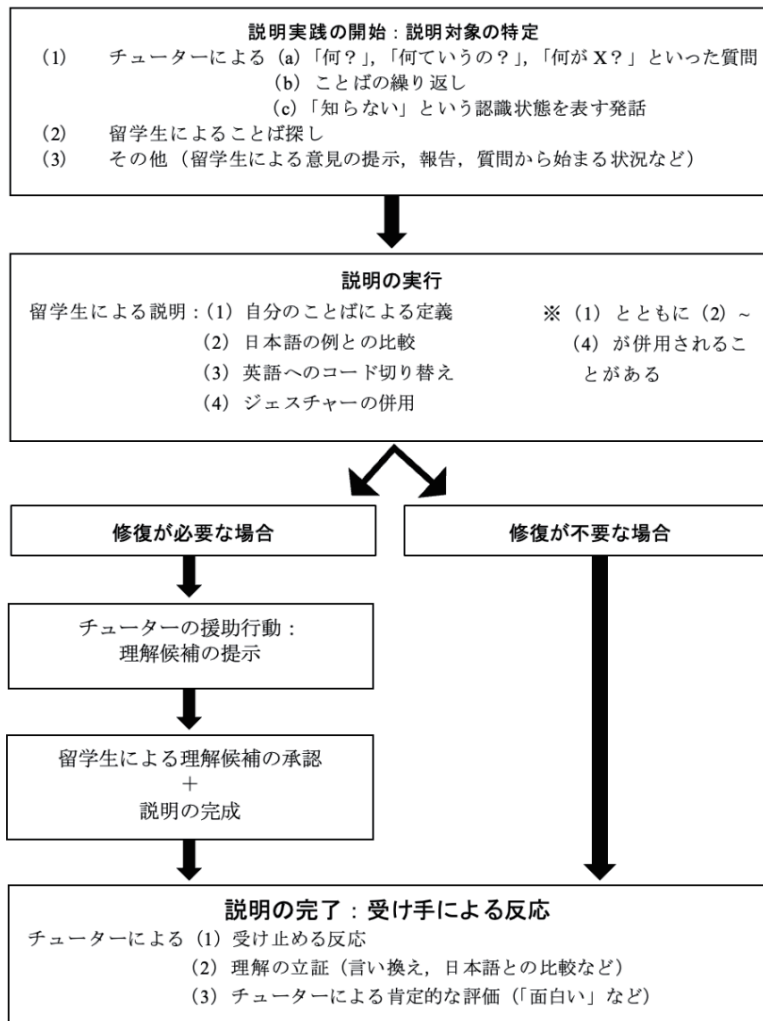 説明実践の開始：説明対象の特定
(1) チューターによる (a)「何？」,「何ていうの？」,「何が X？」といった質問
(b) ことばの繰り返し
(c)「知らない」という認識状態を表す発話
(2) 留学生によることば探し
(3) その他（留学生による意見の提示，報告，質問から始まる状況など）
説明の実行
留学生による説明：(1) 自分のことばによる定義
(2) 日本語の例との比較
(3) 英語へのコード切り替え
(4) ジェスチャーの併用
※ (1) とともに (2) ~
(4) が併用されるこ
とがある
修復が必要な場合
修復が不要な場合
チューターの援助行動：
理解候補の提示
留学生による理解候補の承認
＋
説明の完成
説明の完了：受け手による反応
チューターによる (1) 受け止める反応
(2) 理解の立証（言い換え，日本語との比較など）
(3) チューターによる肯定的な評価（「面白い」など）